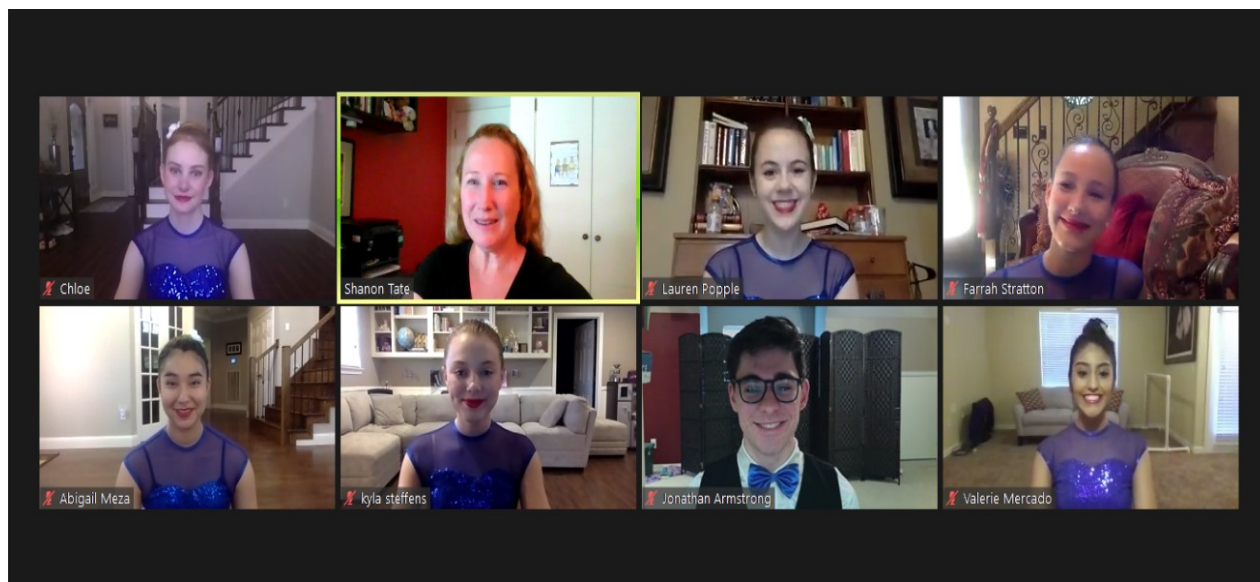 Chloe
Shanon Tate
Lauren Popple
Farrah Stratton
Abigail Meza
kyla steffens
Jonathan Armstrong
Valerie Mercado